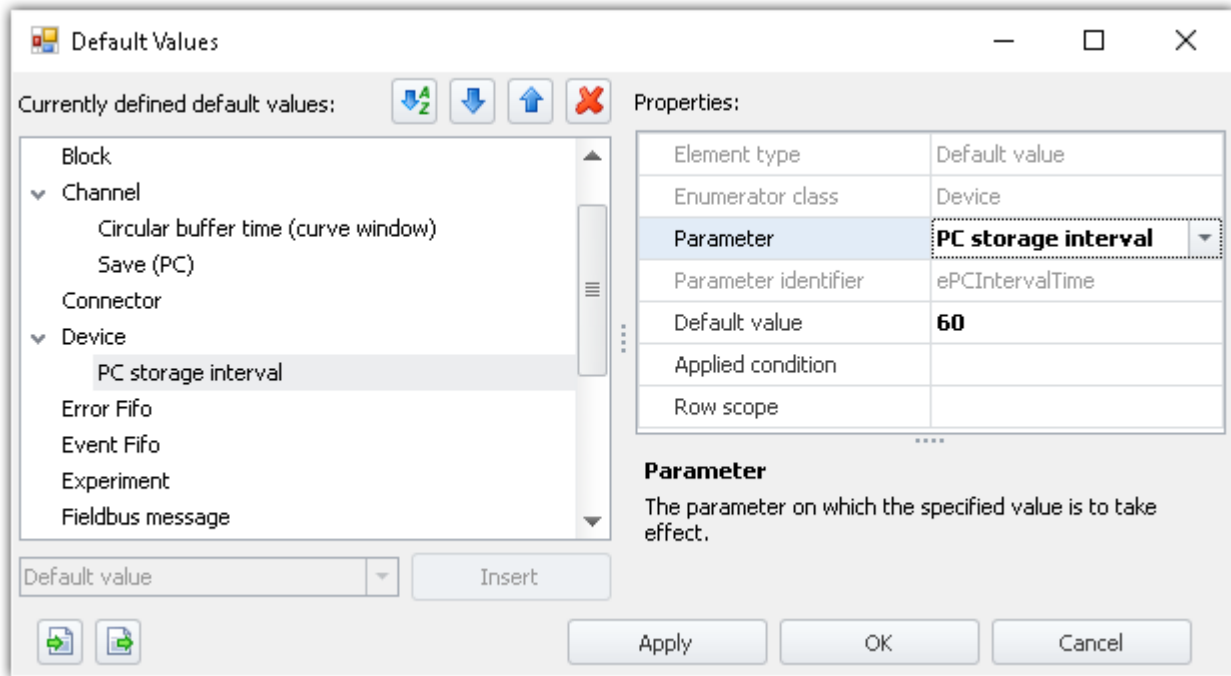 Default Values
Currently defined default values:
A
Z
Block
Channel
Circular buffer time (curve window)
Save (PC)
Connector
Device
PC storage interval
Error Fifo
Event Fifo
Experiment
Fieldbus message
Default value
Insert
Properties:
Element type Default value
Enumerator class Device
Parameter PC storage interval
Parameter identifier ePCIntervalTime
Default value 60
Applied condition
Row scope
Parameter
The parameter on which the specified value is to take
effect.
Apply OK Cancel